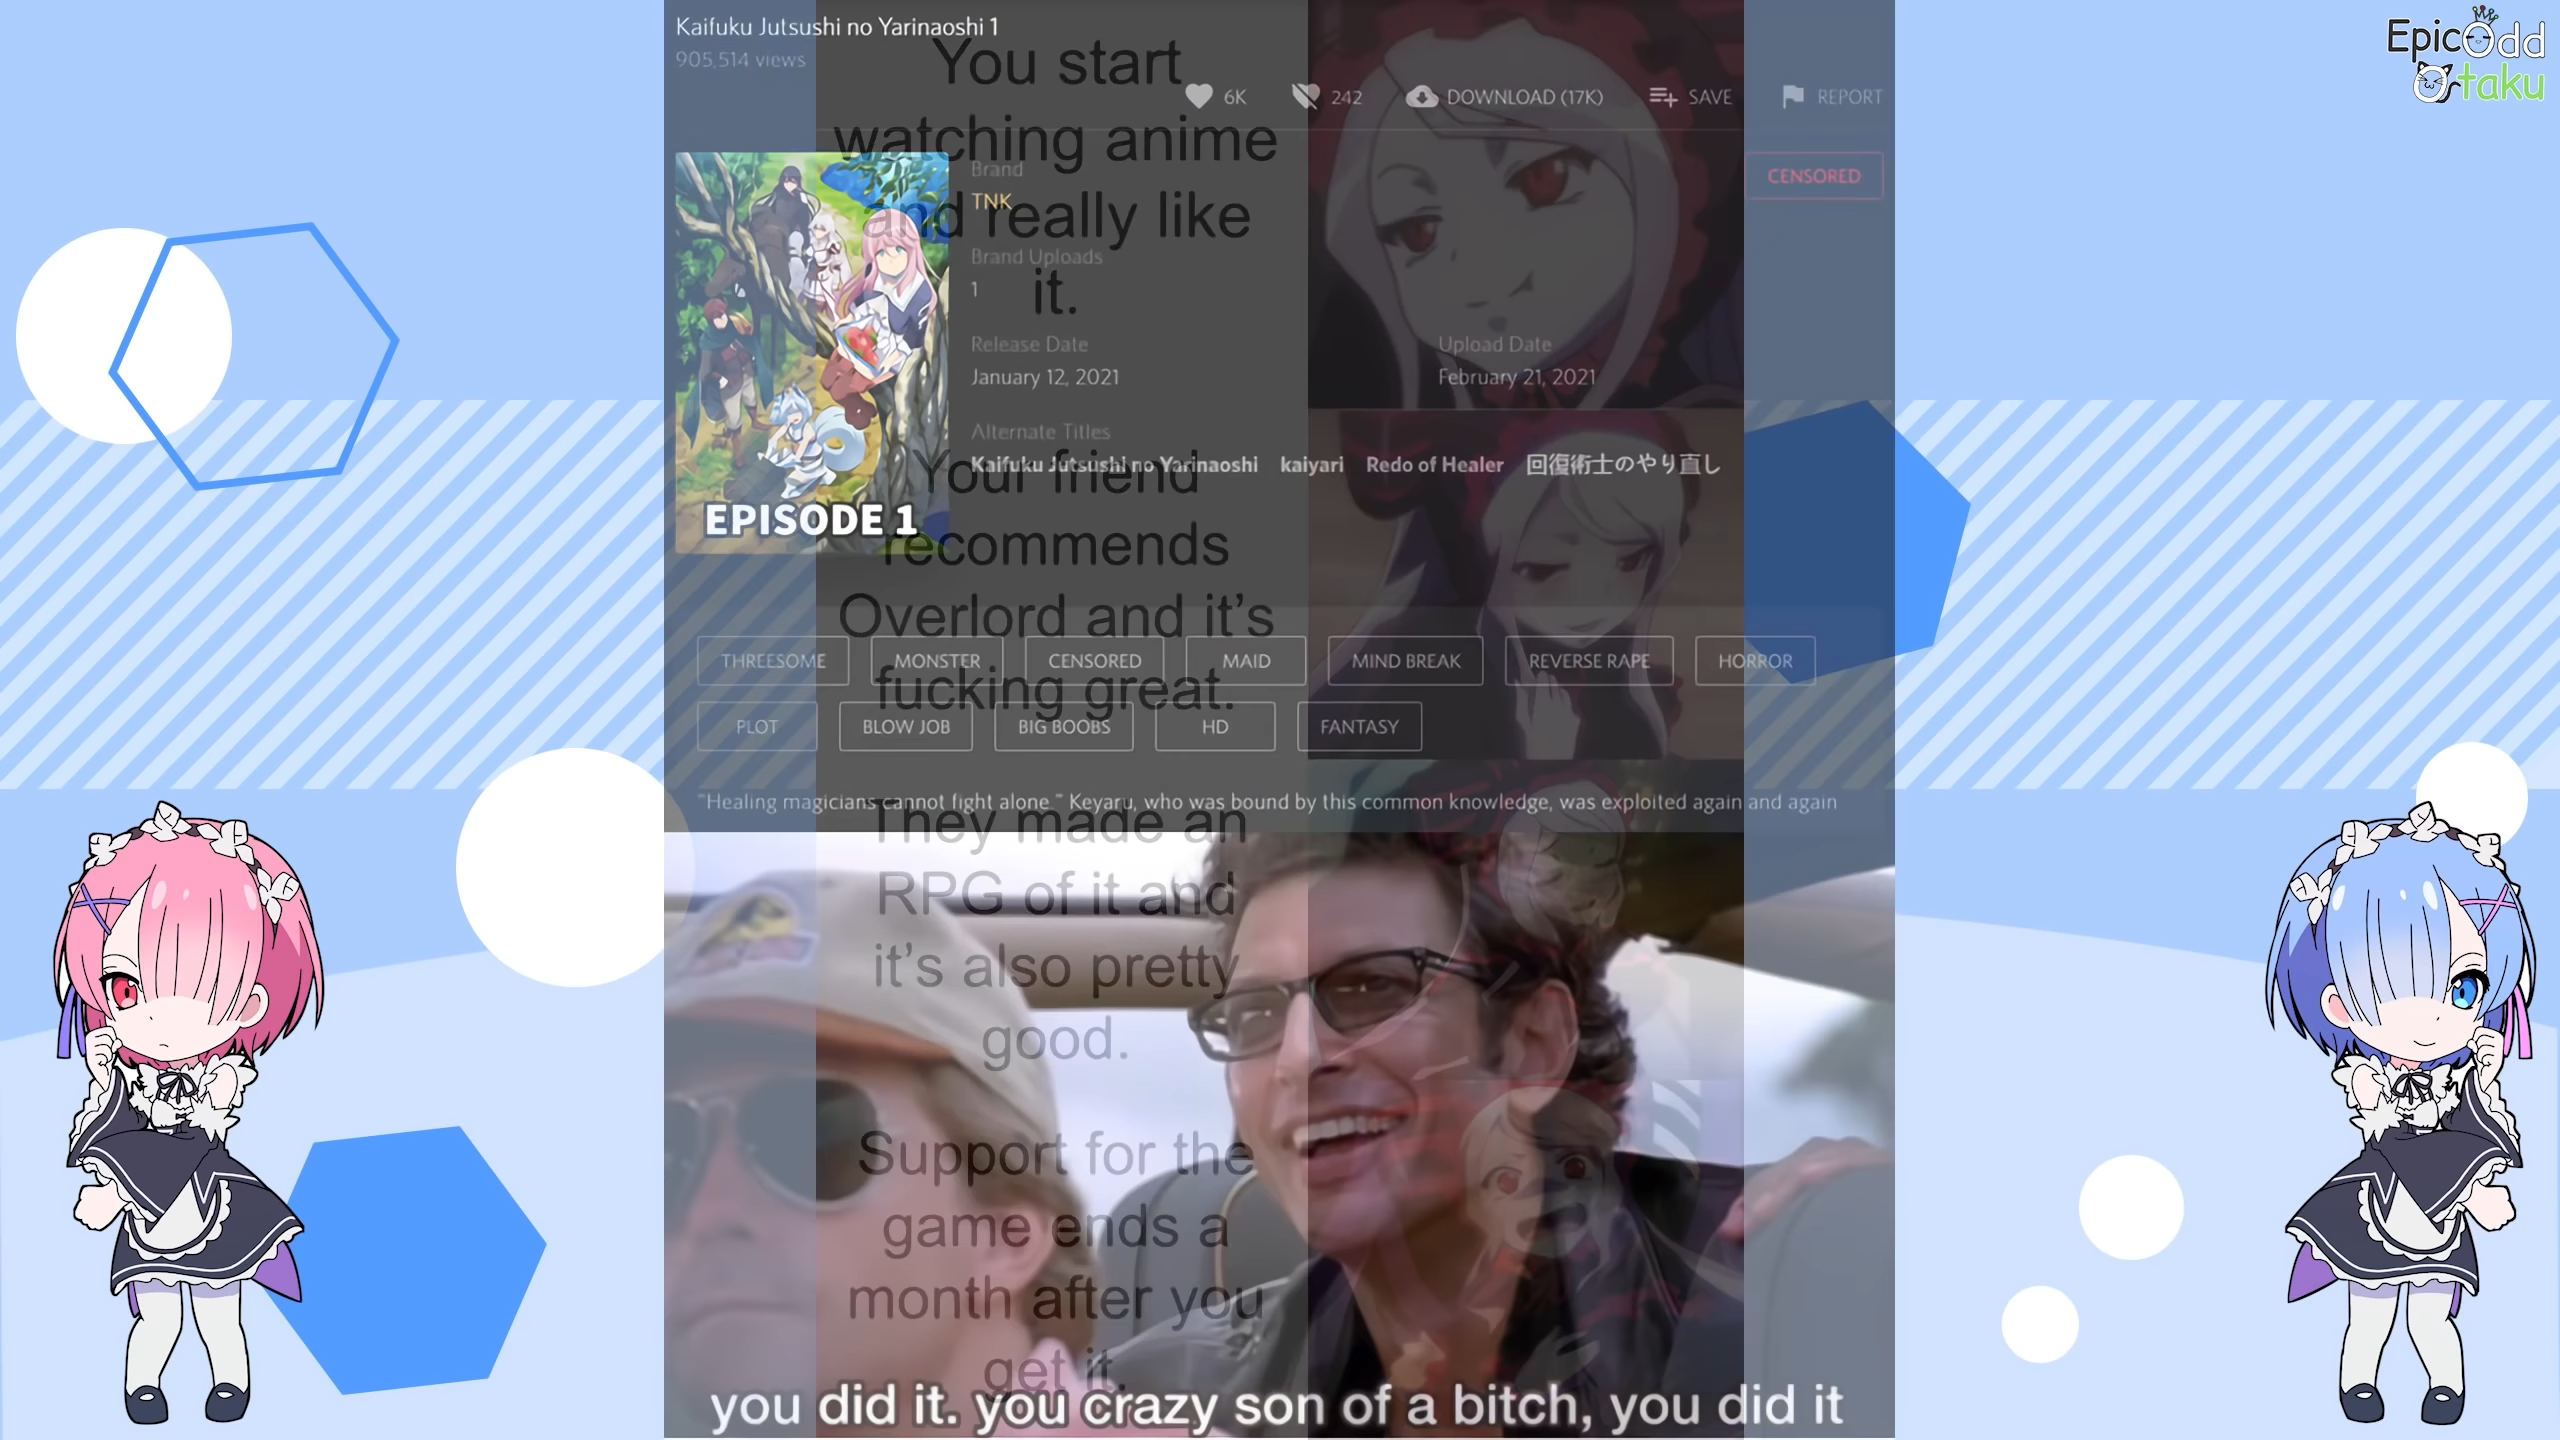 Kaifuku Jutsushi no Yarinaoshi 1
905,514 views
6K 242 DOWNLOAD (17K) SAVE REPORT
CENSORED
Brand
TNK
Brand Uploads
1
Release Date Upload Date
January 12, 2021 February 21, 2021
Alternate Titles
Kaifuku Jutsushi no Yarinaoshi kaiyari Redo of Healer 回復術士のやり直し
EPISODE 1
THREESOME MONSTER CENSORED MAID MIND BREAK REVERSE RAPE HORROR
PLOT BLOW JOB BIG BOOBS HD FANTASY
"Healing magicians cannot fight alone." Keyaru, who was bound by this common knowledge, was exploited again and again
you did it. you crazy son of a bitch, you did it
You start
watching anime
and really like
it.
Your friend
recommends
Overlord and it’s
fucking great.
They made an
RPG of it and
it’s also pretty
good.
Support for the
game ends a
month after you
get it.
EpicOdd
Otaku